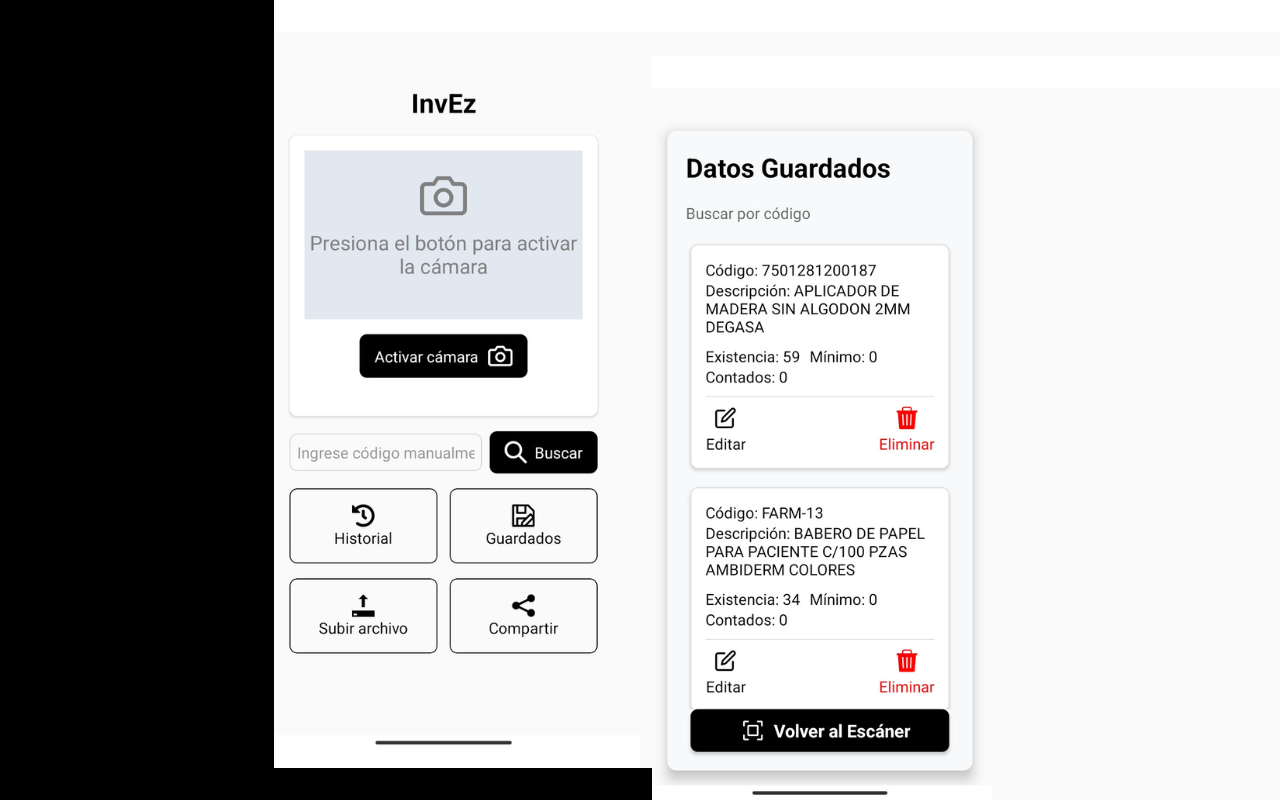 InvEz
Presiona el botón para activar
la cámara
Activar cámara
Ingrese código manualme
Buscar
Historial
Guardados
Subir archivo
Compartir
Datos Guardados
Buscar por código
Código: 7501281200187
Descripción: APLICADOR DE
MADERA SIN ALGODON 2MM
DEGASA
Existencia: 59 Mínimo: 0
Contados: 0
Editar
Eliminar
Código: FARM-13
Descripción: BABERO DE PAPEL
PARA PACIENTE C/100 PZAS
AMBIDERM COLORES
Existencia: 34 Mínimo: 0
Contados: 0
Editar
Eliminar
Volver al Escáner